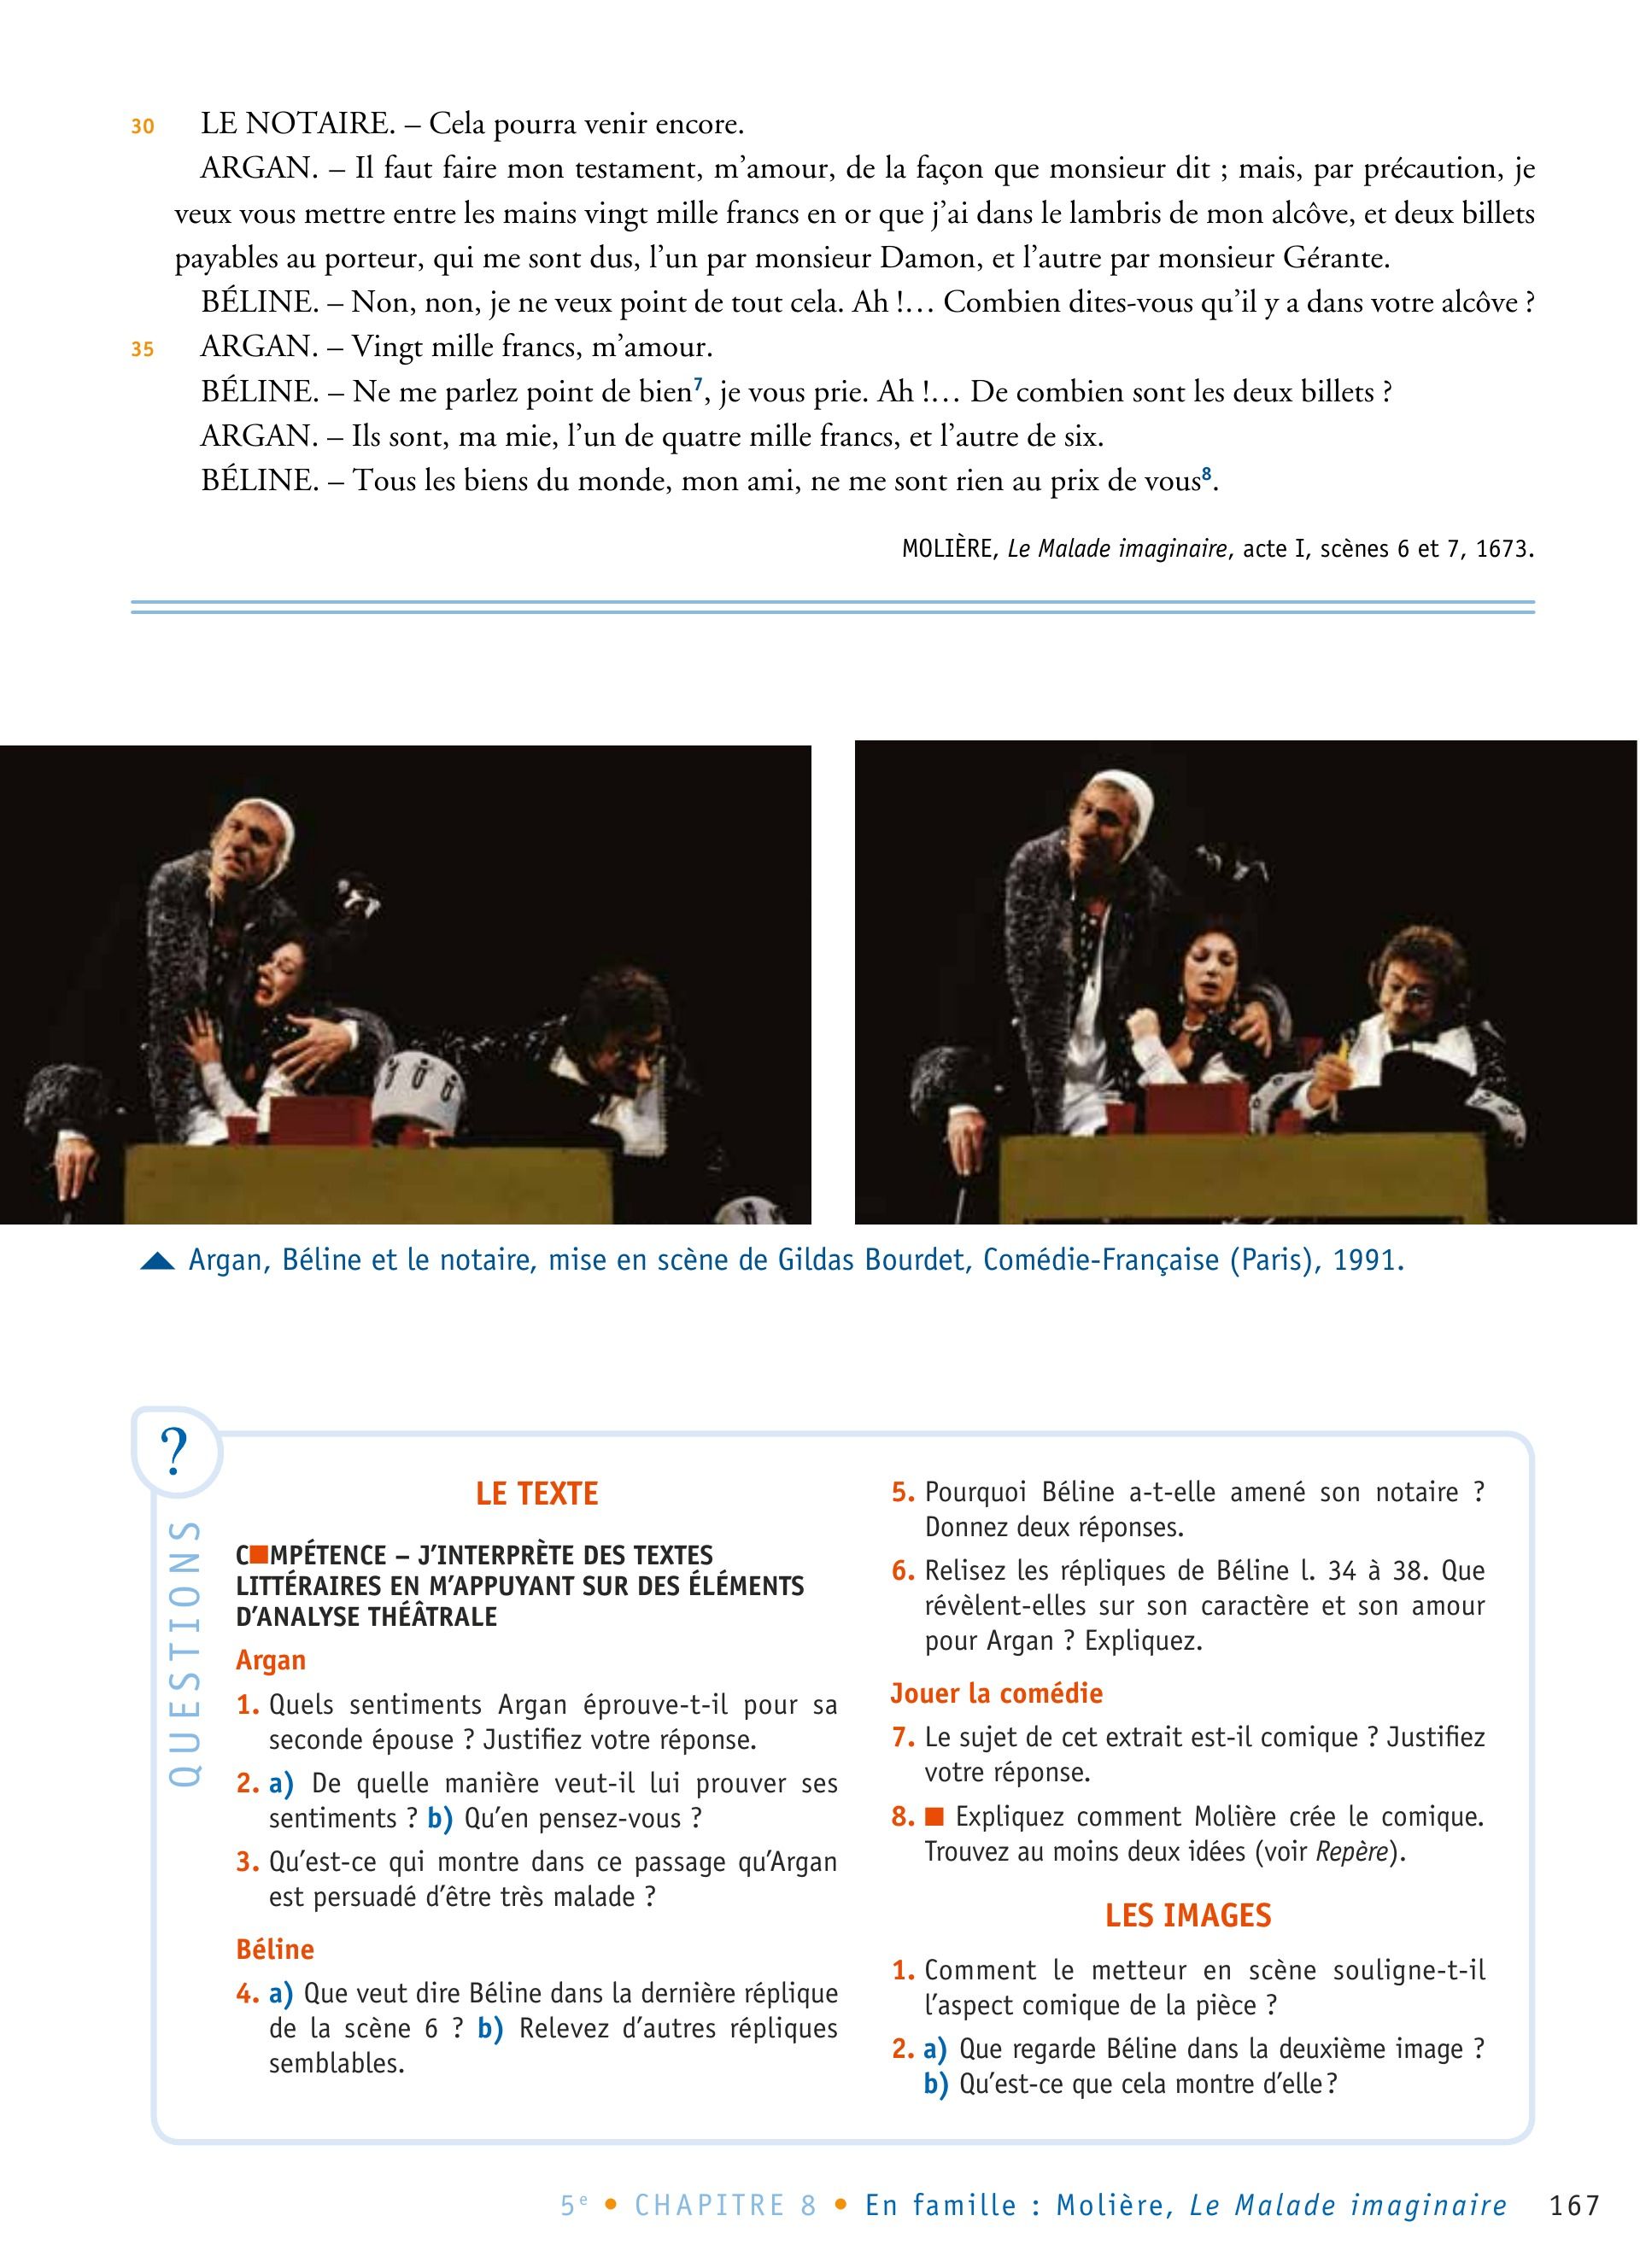 30 LE NOTAIRE. – Cela pourra venir encore.
ARGAN. – Il faut faire mon testament, m’amour, de la façon que monsieur dit ; mais, par précaution, je
veux vous mettre entre les mains vingt mille francs en or que j’ai dans le lambris de mon alcôve, et deux billets
payables au porteur, qui me sont dus, l’un par monsieur Damon, et l’autre par monsieur Gérante.
BÉLINE. – Non, non, je ne veux point de tout cela. Ah !… Combien dites-vous qu’il y a dans votre alcôve ?
35 ARGAN. – Vingt mille francs, m’amour.
BÉLINE. – Ne me parlez point de bien⁷, je vous prie. Ah !… De combien sont les deux billets ?
ARGAN. – Ils sont, ma mie, l’un de quatre mille francs, et l’autre de six.
BÉLINE. – Tous les biens du monde, mon ami, ne me sont rien au prix de vous⁸.
MOLIÈRE, Le Malade imaginaire, acte I, scènes 6 et 7, 1673.
Argan, Béline et le notaire, mise en scène de Gildas Bourdet, Comédie-Française (Paris), 1991.
?
QUESTIONS
LE TEXTE
C■MPÉTENCE – J’INTERPRÈTE DES TEXTES
LITTÉRAIRES EN M’APPUYANT SUR DES ÉLÉMENTS
D’ANALYSE THÉÂTRALE
Argan
1. Quels sentiments Argan éprouve-t-il pour sa
seconde épouse ? Justifiez votre réponse.
2. a) De quelle manière veut-il lui prouver ses
sentiments ? b) Qu’en pensez-vous ?
3. Qu’est-ce qui montre dans ce passage qu’Argan
est persuadé d’être très malade ?
Béline
4. a) Que veut dire Béline dans la dernière réplique
de la scène 6 ? b) Relevez d’autres répliques
semblables.
5. Pourquoi Béline a-t-elle amené son notaire ?
Donnez deux réponses.
6. Relisez les répliques de Béline l. 34 à 38. Que
révèlent-elles sur son caractère et son amour
pour Argan ? Expliquez.
Jouer la comédie
7. Le sujet de cet extrait est-il comique ? Justifiez
votre réponse.
8. ■ Expliquez comment Molière crée le comique.
Trouvez au moins deux idées (voir Repère).
LES IMAGES
1. Comment le metteur en scène souligne-t-il
l’aspect comique de la pièce ?
2. a) Que regarde Béline dans la deuxième image ?
b) Qu’est-ce que cela montre d’elle ?
5e • CHAPITRE 8 • En famille : Molière, Le Malade imaginaire 167